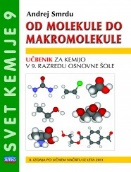 Andrej Smrdu
OD MOLEKULE DO
MAKROMOLEKULE
UČBENIK ZA KEMIJO
V 9. RAZREDU OSNOVNE ŠOLE
SVET KEMIJE 9